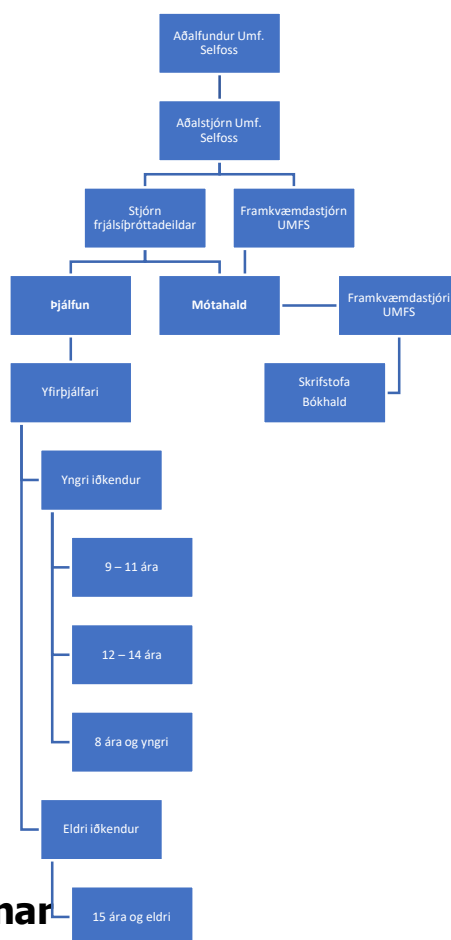 Aðalfundur Umf.
Selfoss
Aðalstjórn Umf.
Selfoss
Stjórn
frjálsíþróttadeildar
Framkvæmdastjórn
UMFS
Þjálfun
Mótahald
Framkvæmdastjóri
UMFS
Yfirþjálfari
Skrifstofa
Bókhald
Yngri iðkendur
9 – 11 ára
12 – 14 ára
8 ára og yngri
Eldri iðkendur
15 ára og eldri